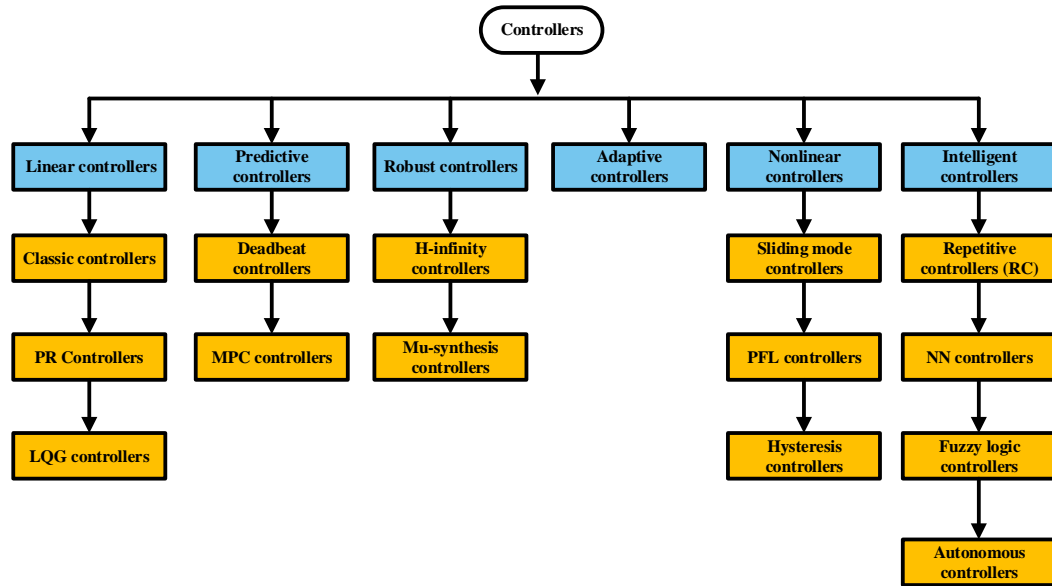 Controllers
Linear controllers
Predictive
controllers
Robust controllers
Adaptive
controllers
Nonlinear
controllers
Intelligent
controllers
Classic controllers
Deadbeat
controllers
H-infinity
controllers
Sliding mode
controllers
Repetitive
controllers (RC)
PR Controllers
MPC controllers
Mu-synthesis
controllers
PFL controllers
NN controllers
LQG controllers
Hysteresis
controllers
Fuzzy logic
controllers
Autonomous
controllers